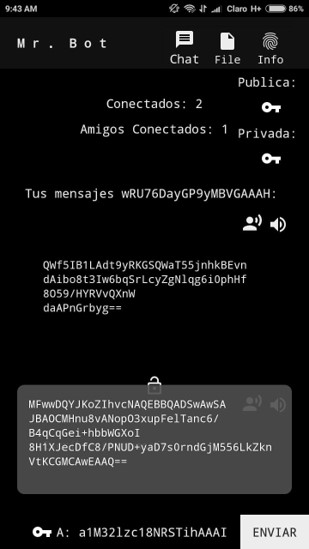 9:43 AM Claro H+ 86%
Mr. Bot
Chat File Info
Publica:
Conectados: 2
Amigos Conectados: 1
Privada:
Tus mensajes wRU76DayGP9yMBVGAAAH:
QWf5IB1LAdt9yRKGSQWaT55jnhkBEvn
dAibo8t3Iw6bqSrLcyZgNlqg6iOphHf
8O59/HYRVvQXnW
daAPnGrbyg==
MFwwDQYJKoZIhvcNAQEBBQADSwAwSA
JBAOCMHnu8vANopO3xupFelTanc6/
B4qCqGei+hbbWGXoI
8H1XJecDfC8/PNUD+yaD7s0rndGjM556LkZkn
VtKCGMCAwEAAQ==
A: a1M32lzc18NRSTihAAAI
ENVIAR